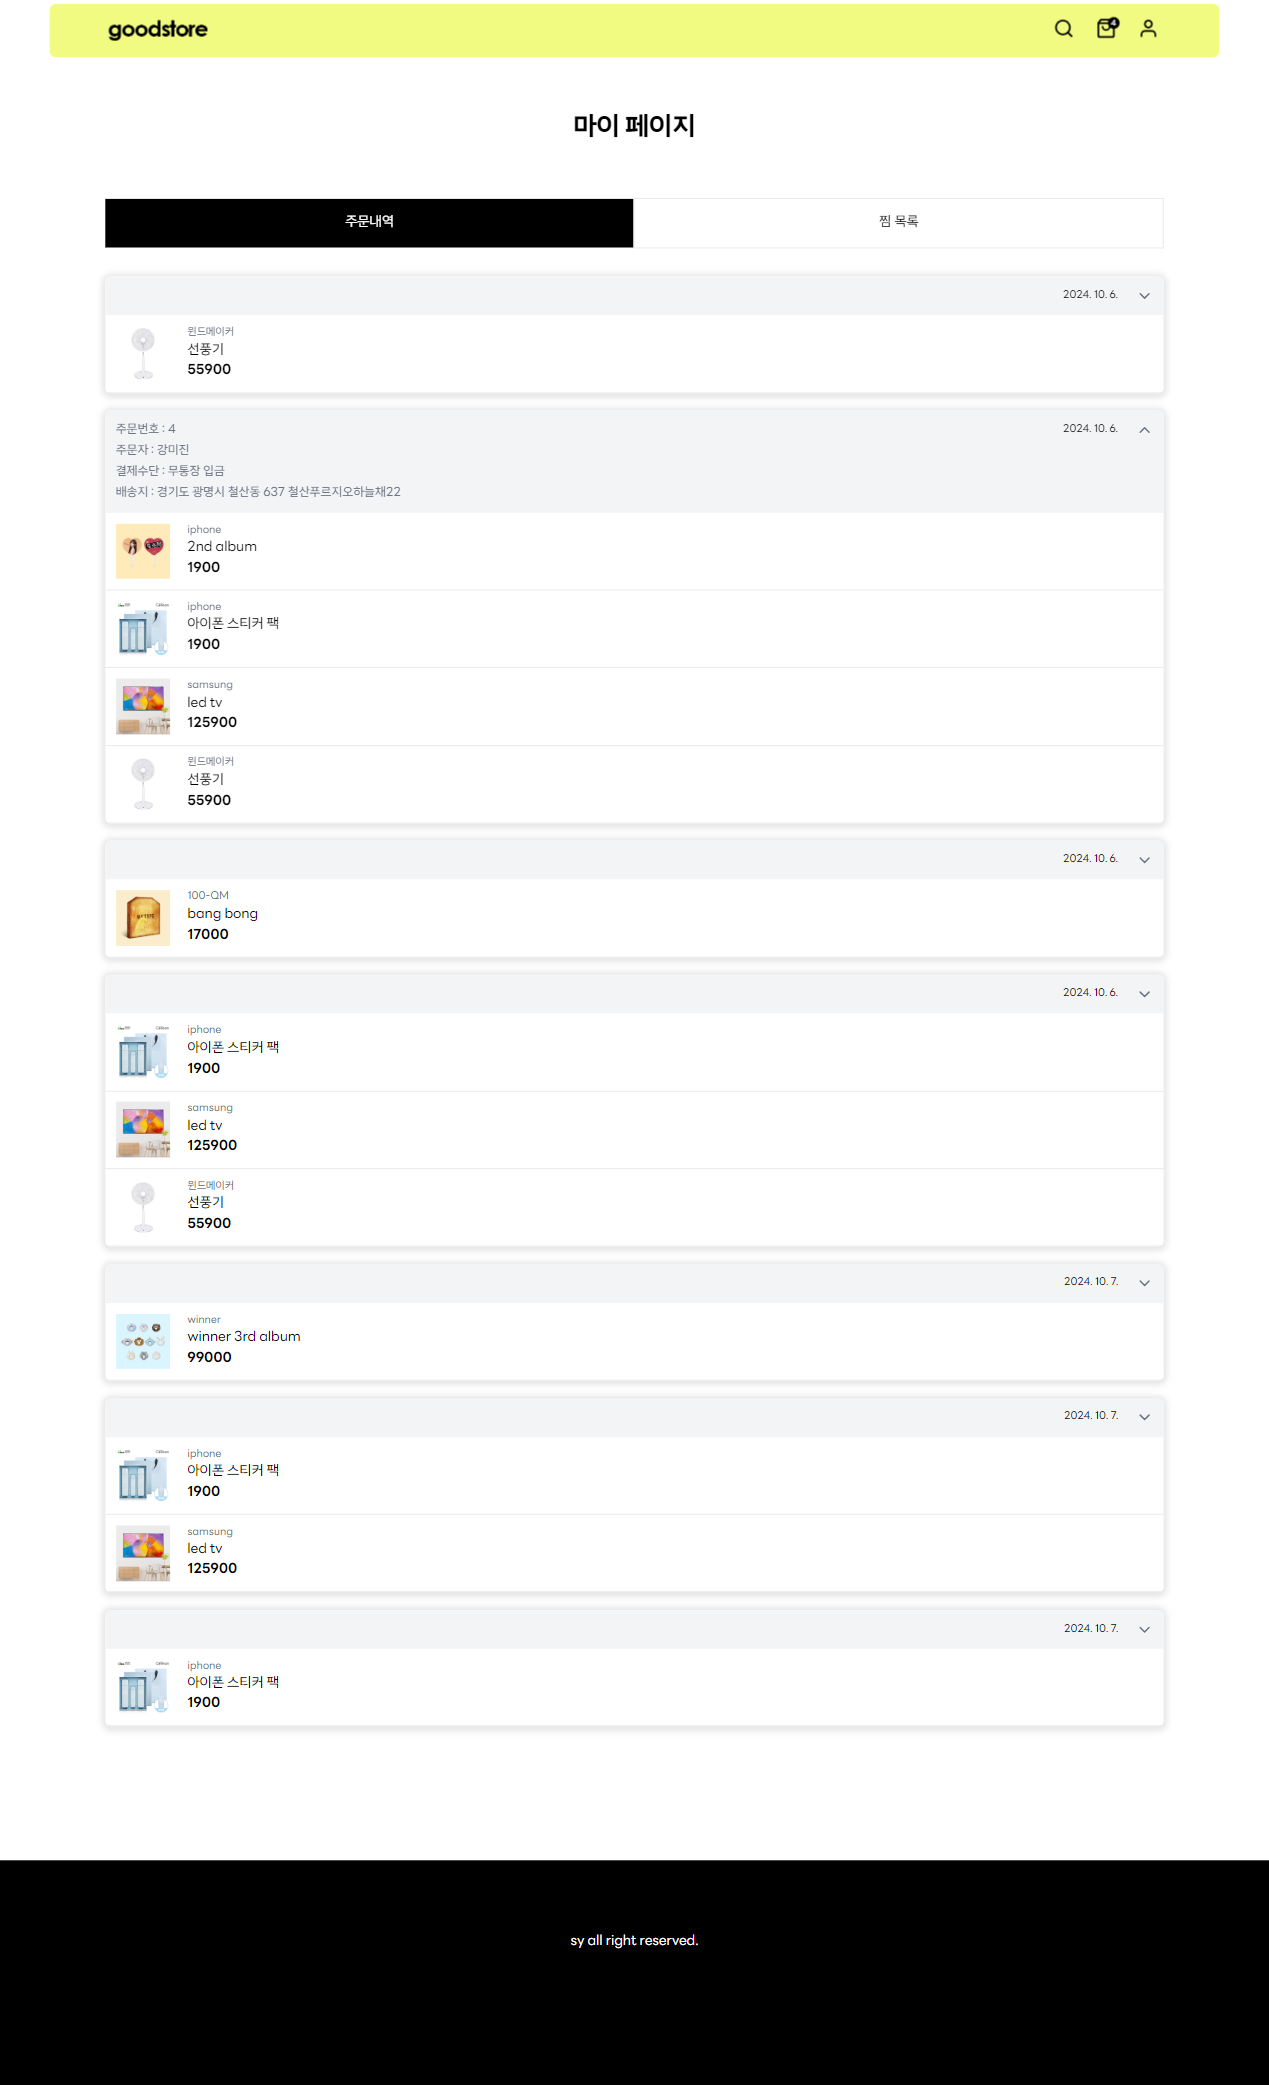 goodstore
4
마이 페이지
주문내역
찜 목록
2024. 10. 6.
윈드메이커
선풍기
55900
주문번호 : 4
2024. 10. 6.
주문자 : 강미진
결제수단 : 무통장 입금
배송지 : 경기도 광명시 철산동 637 철산푸르지오하늘채22
iphone
2nd album
1900
iphone
아이폰 스티커 팩
1900
samsung
led tv
125900
윈드메이커
선풍기
55900
2024. 10. 6.
100-QM
bang bong
17000
2024. 10. 6.
iphone
아이폰 스티커 팩
1900
samsung
led tv
125900
윈드메이커
선풍기
55900
2024. 10. 7.
winner
winner 3rd album
99000
2024. 10. 7.
iphone
아이폰 스티커 팩
1900
samsung
led tv
125900
2024. 10. 7.
iphone
아이폰 스티커 팩
1900
sy all right reserved.